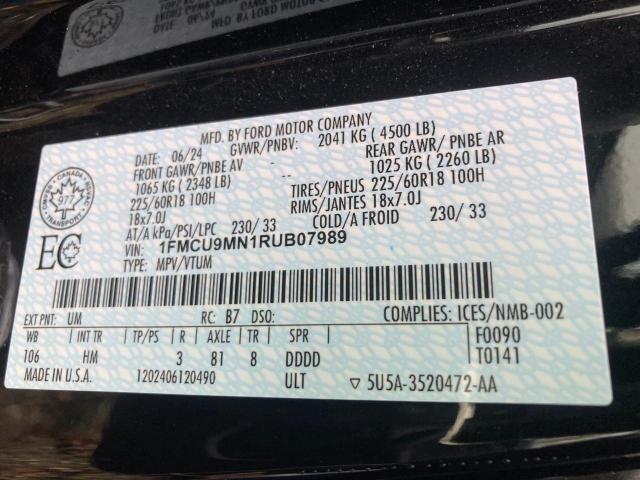 MFD. BY FORD MOTOR COMPANY
DATE: 06/24 GVWR/PNBV: 2041 KG ( 4500 LB)
FRONT GAWR/PNBE AV REAR GAWR/ PNBE AR
1065 KG ( 2348 LB) 1025 KG ( 2260 LB)
225/60R18 100H TIRES/PNEUS 225/60R18 100H
18x7.0J RIMS/JANTES 18x7.0J
AT/A kPa/PSI/LPC 230/ 33 COLD/A FROID 230/ 33
VIN: 1FMCU9MN1RUB07989
TYPE: MPV/VTUM
CANADA
977
TRANSPORT
EC
EXT PNT: UM RC: B7 DSO: COMPLIES: ICES/NMB-002
WB INT TR TP/PS R AXLE TR SPR F0090
106 HM 3 81 8 DDDD T0141
MADE IN U.S.A. 1202406120490 ULT ▽ 5U5A-3520472-AA